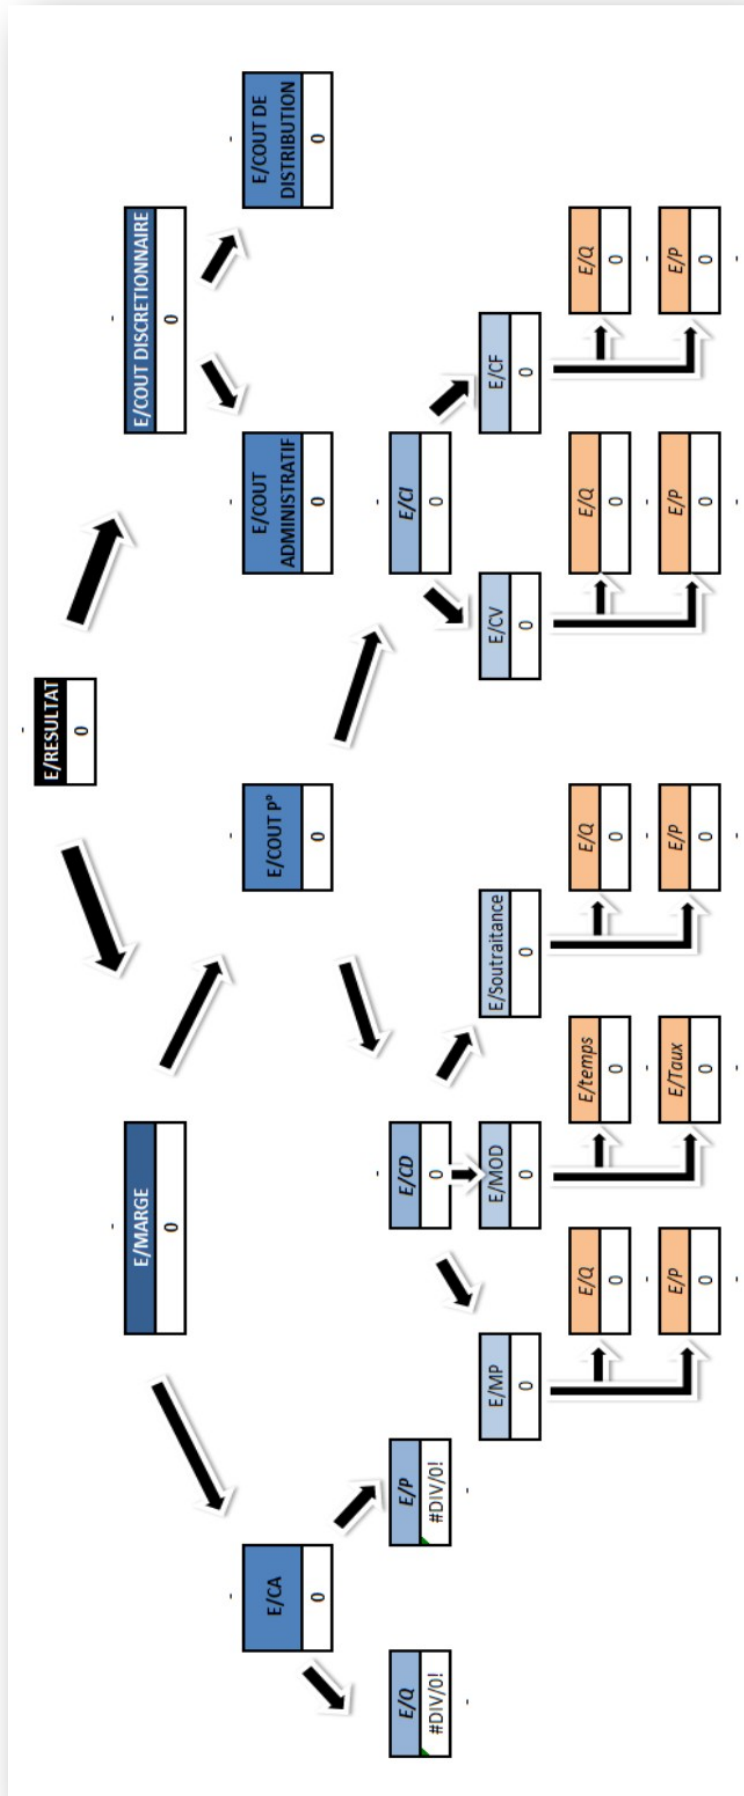 -
E/RESULTAT
0
-
E/MARGE
0
-
E/COUT DISCRETIONNAIRE
0
-
E/CA
0
-
E/COUT P°
0
-
E/COUT
ADMINISTRATIF
0
-
E/COUT DE
DISTRIBUTION
0
E/Q
#DIV/0!
-
E/P
#DIV/0!
-
-
E/CD
0
-
E/CI
0
E/MP
0
E/MOD
0
E/Soutraitance
0
E/CV
0
E/CF
0
E/Q
0
-
E/P
0
-
E/temps
0
-
E/Taux
0
-
E/Q
0
-
E/P
0
-
E/Q
0
-
E/P
0
-
E/Q
0
-
E/P
0
-